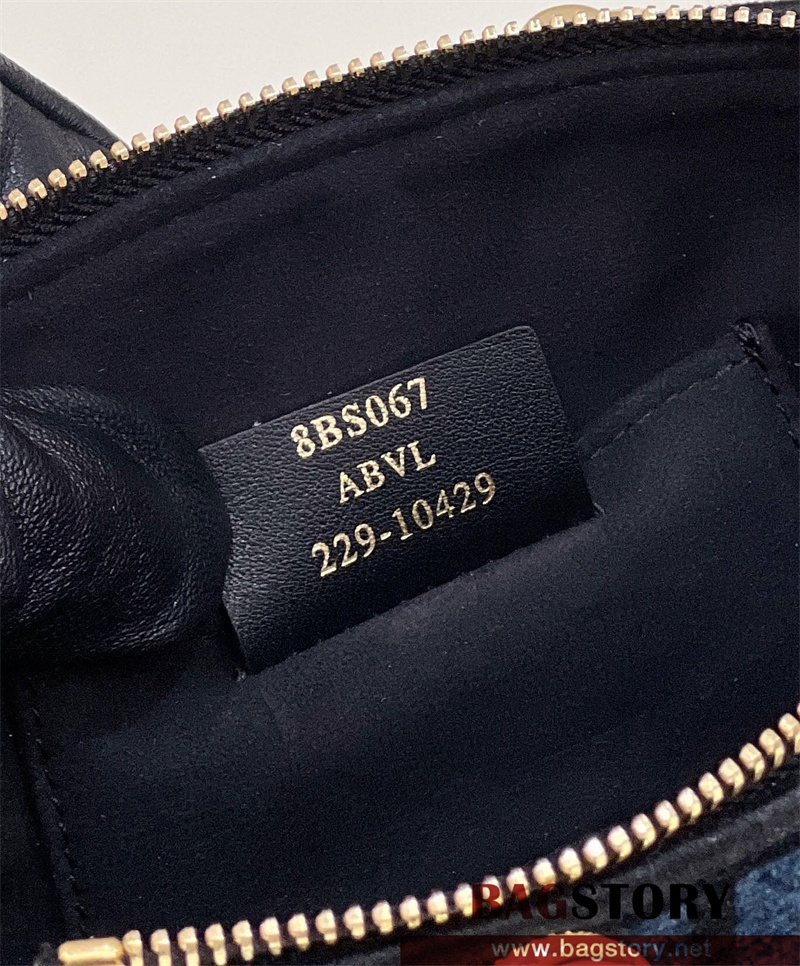 8BS067
ABVL
229-10429
BAGSTORY
www.bagstory.net